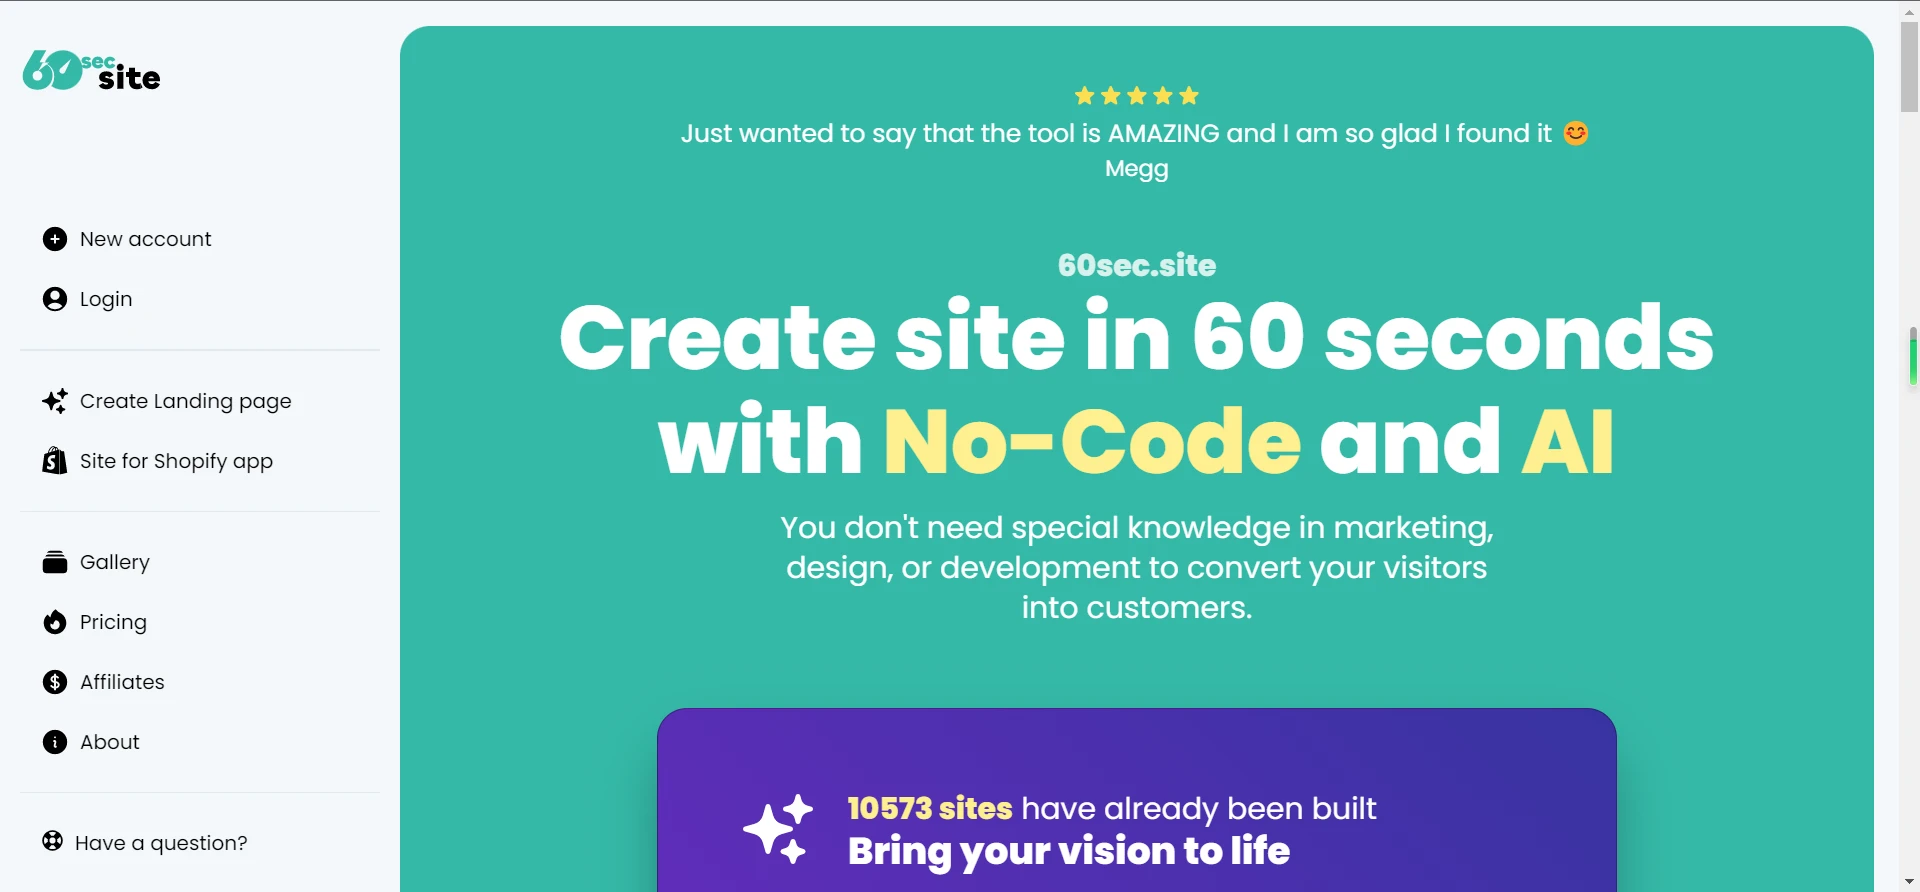 60sec
site
New account
Login
Create Landing page
Site for Shopify app
Gallery
Pricing
Affiliates
About
Have a question?
Just wanted to say that the tool is AMAZING and I am so glad I found it 😊
Megg
60sec.site
Create site in 60 seconds
with No-Code and AI
You don't need special knowledge in marketing,
design, or development to convert your visitors
into customers.
10573 sites have already been built
Bring your vision to life